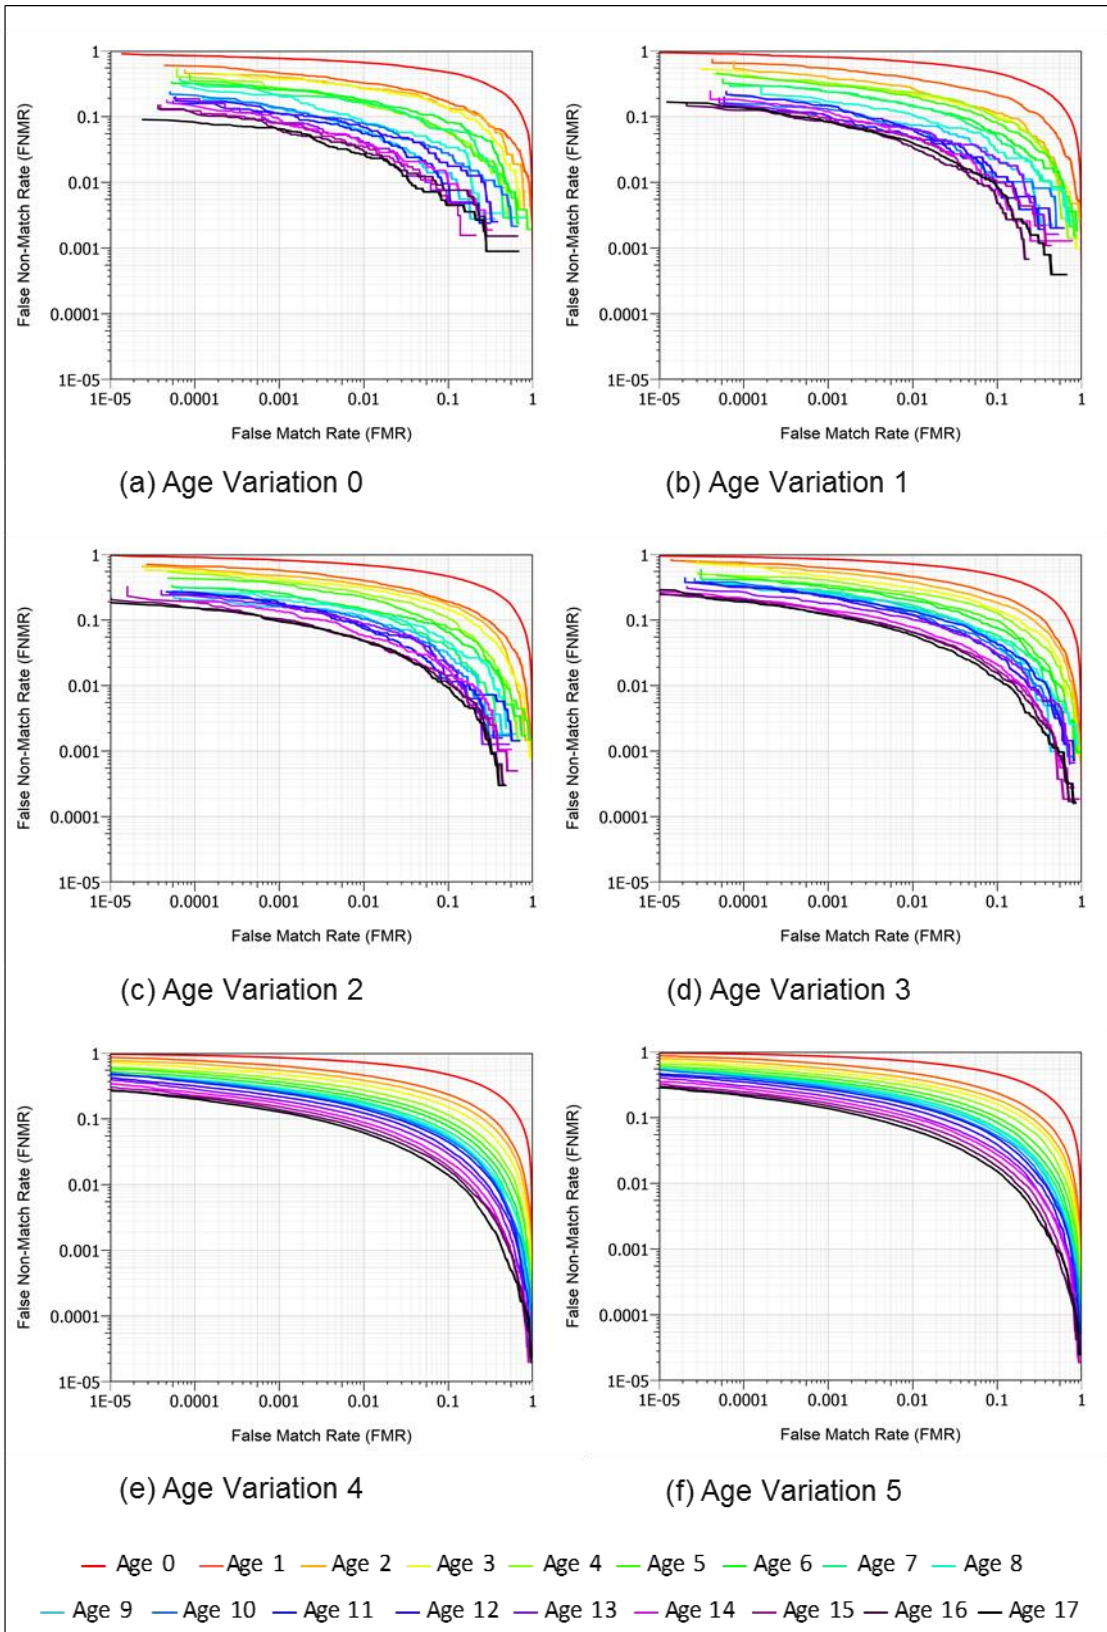 False Non-Match Rate (FNMR)
1
0.1
0.01
0.001
0.0001
1E-05
1E-05 0.0001 0.001 0.01 0.1 1
False Match Rate (FMR)
(a) Age Variation 0
False Non-Match Rate (FNMR)
1
0.1
0.01
0.001
0.0001
1E-05
1E-05 0.0001 0.001 0.01 0.1 1
False Match Rate (FMR)
(b) Age Variation 1
False Non-Match Rate (FNMR)
1
0.1
0.01
0.001
0.0001
1E-05
1E-05 0.0001 0.001 0.01 0.1 1
False Match Rate (FMR)
(c) Age Variation 2
False Non-Match Rate (FNMR)
1
0.1
0.01
0.001
0.0001
1E-05
1E-05 0.0001 0.001 0.01 0.1 1
False Match Rate (FMR)
(d) Age Variation 3
False Non-Match Rate (FNMR)
1
0.1
0.01
0.001
0.0001
1E-05
1E-05 0.0001 0.001 0.01 0.1 1
False Match Rate (FMR)
(e) Age Variation 4
False Non-Match Rate (FNMR)
1
0.1
0.01
0.001
0.0001
1E-05
1E-05 0.0001 0.001 0.01 0.1 1
False Match Rate (FMR)
(f) Age Variation 5
Age 0 Age 1 Age 2 Age 3 Age 4 Age 5 Age 6 Age 7 Age 8
Age 9 Age 10 Age 11 Age 12 Age 13 Age 14 Age 15 Age 16 Age 17